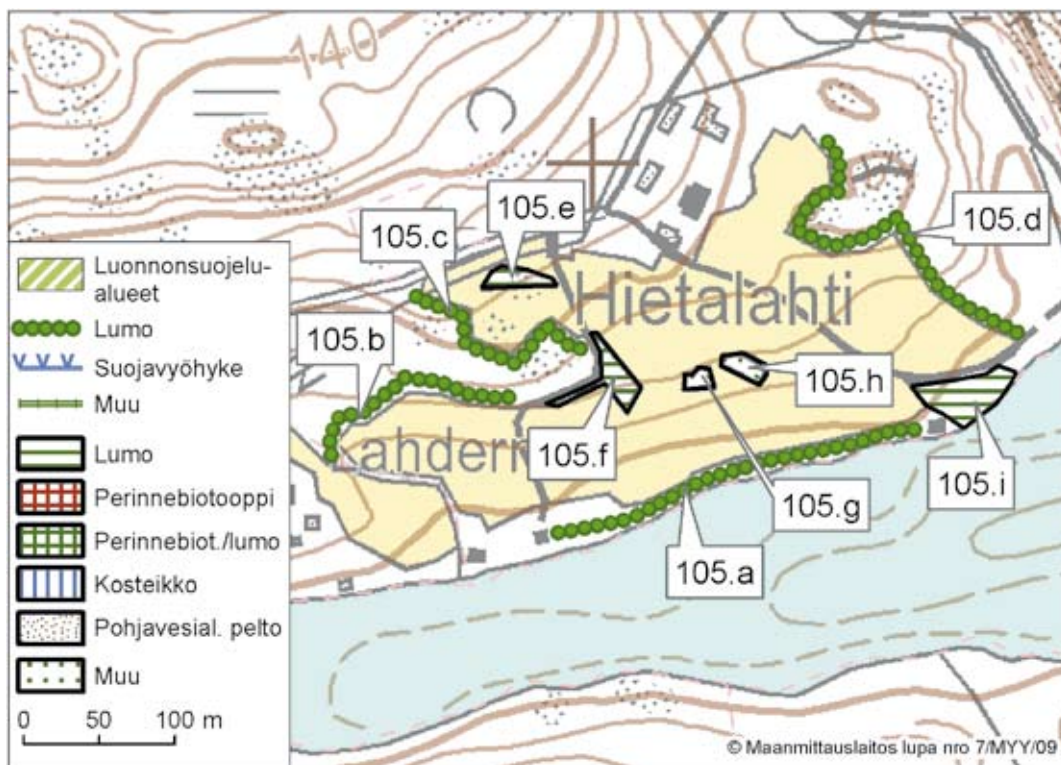 140
105.e
105.c
105.d
105.b
Hietalahti
105.h
105.f
105.g
105.i
105.a
Luonnonsuojelu-
alueet
Lumo
Suojavyöhyke
Muu
Lumo
Perinnebiotooppi
Perinnebiot./lumo
Kosteikko
Pohjavesial. pelto
Muu
0 50 100 m
© Maanmittauslaitos lupa nro 7/MYY/09